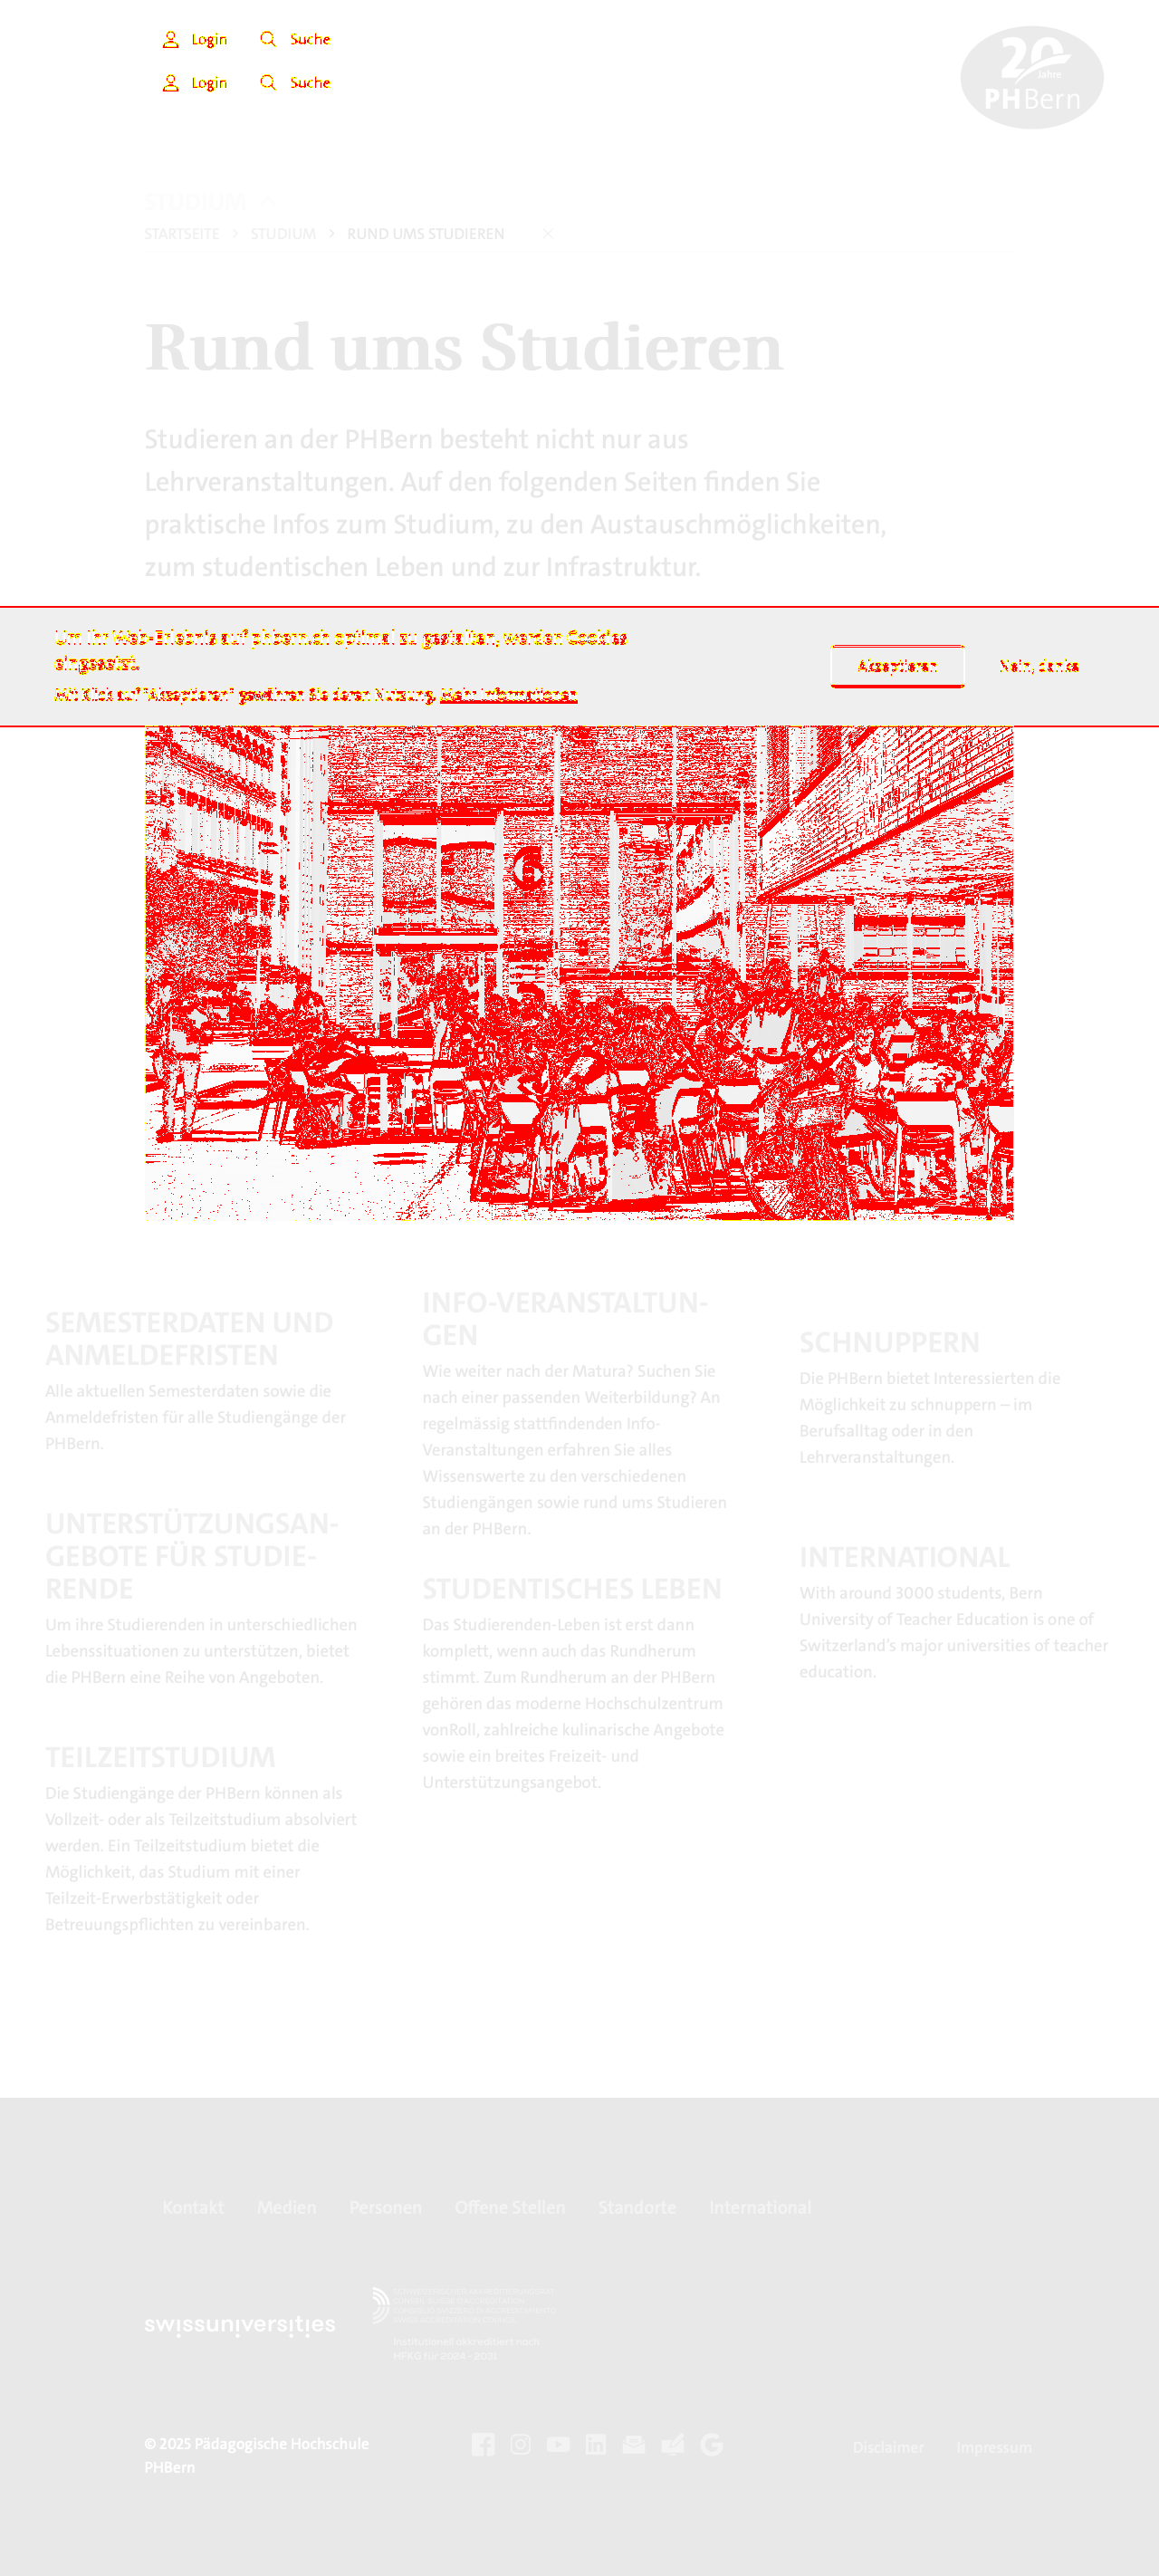 Login Suche
Login Suche
20 Jahre
PHBern
STUDIUM
STARTSEITE STUDIUM RUND UMS STUDIEREN
Rund ums Studieren
Studieren an der PHBern besteht nicht nur aus
Lehrveranstaltungen. Auf den folgenden Seiten finden Sie
praktische Infos zum Studium, zu den Austauschmöglichkeiten,
zum studentischen Leben und zur Infrastruktur.
Um Ihr Web-Erlebnis auf phbern.ch optimal zu gestalten, werden Cookies
eingesetzt.
Mit Klick auf "Akzeptieren" gewähren Sie deren Nutzung. Mehr Informationen
Akzeptieren Nein, danke
6
SEMESTERDATEN UND
ANMELDEFRISTEN
Alle aktuellen Semesterdaten sowie die
Anmeldefristen für alle Studiengänge der
PHBern.
UNTERSTÜTZUNGSAN-
GEBOTE FÜR STUDIE-
RENDE
Um ihre Studierenden in unterschiedlichen
Lebenssituationen zu unterstützen, bietet
die PHBern eine Reihe von Angeboten.
TEILZEITSTUDIUM
Die Studiengänge der PHBern können als
Vollzeit- oder als Teilzeitstudium absolviert
werden. Ein Teilzeitstudium bietet die
Möglichkeit, das Studium mit einer
Teilzeit-Erwerbstätigkeit oder
Betreuungspflichten zu vereinbaren.
INFO-VERANSTALTUN-
GEN
Wie weiter nach der Matura? Suchen Sie
nach einer passenden Weiterbildung? An
regelmässig stattfindenden Info-
Veranstaltungen erfahren Sie alles
Wissenswerte zu den verschiedenen
Studiengängen sowie rund ums Studieren
an der PHBern.
STUDENTISCHES LEBEN
Das Studierenden-Leben ist erst dann
komplett, wenn auch das Rundherum
stimmt. Zum Rundherum an der PHBern
gehören das moderne Hochschulzentrum
vonRoll, zahlreiche kulinarische Angebote
sowie ein breites Freizeit- und
Unterstützungsangebot.
SCHNUPPERN
Die PHBern bietet Interessierten die
Möglichkeit zu schnuppern – im
Berufsalltag oder in den
Lehrveranstaltungen.
INTERNATIONAL
With around 3000 students, Bern
University of Teacher Education is one of
Switzerland's major universities of teacher
education.
Kontakt Medien Personen Offene Stellen Standorte International
swissuniversities
Institutionell akkreditiert nach
HFKG für 2024 - 2031
© 2025 Pädagogische Hochschule
PHBern
Disclaimer Impressum